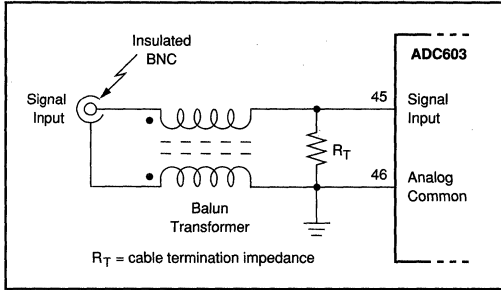 Insulated
BNC
ADC603
Signal
Input
45
Signal
Input
R_T
46
Analog
Common
Balun
Transformer
R_T = cable termination impedance